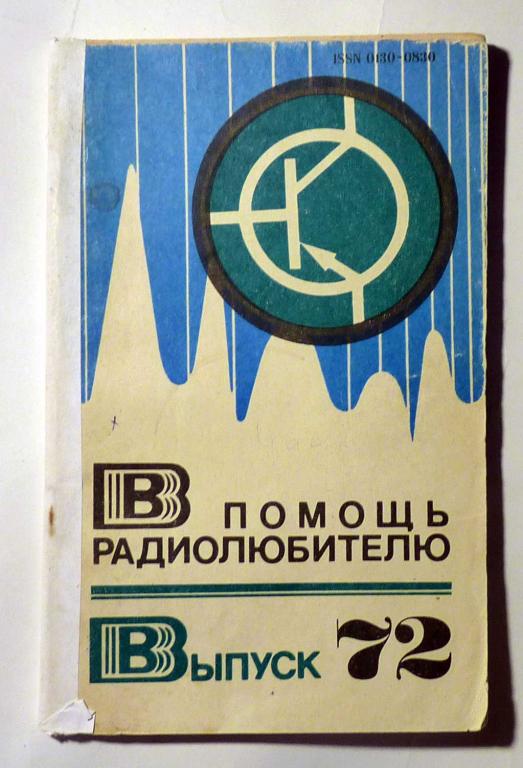 ISSN 0130-0830
В ПОМОЩЬ
РАДИОЛЮБИТЕЛЮ
ВЫПУСК 72